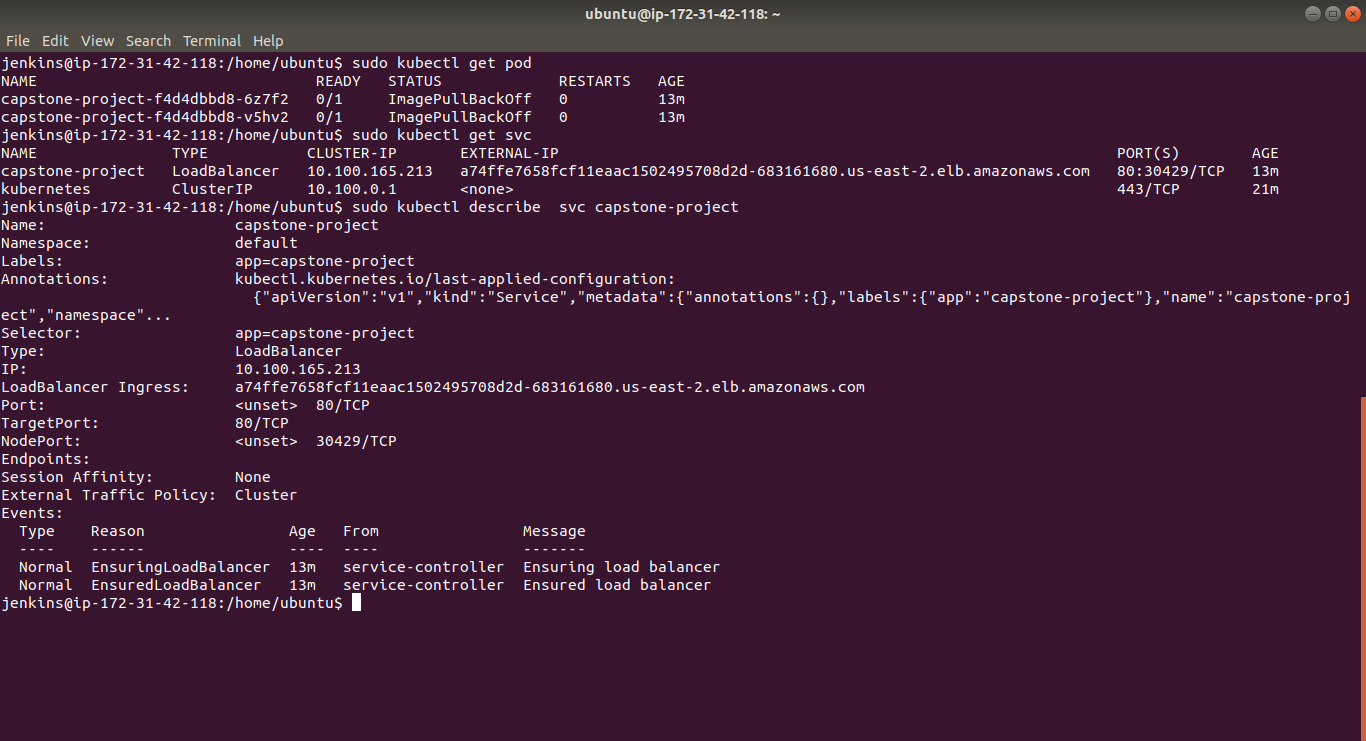 ubuntu@ip-172-31-42-118: ~
File Edit View Search Terminal Help
jenkins@ip-172-31-42-118:/home/ubuntu$ sudo kubectl get pod
NAME                               READY   STATUS             RESTARTS   AGE
capstone-project-f4d4dbbd8-6z7f2   0/1     ImagePullBackOff   0          13m
capstone-project-f4d4dbbd8-v5hv2   0/1     ImagePullBackOff   0          13m
jenkins@ip-172-31-42-118:/home/ubuntu$ sudo kubectl get svc
NAME               TYPE           CLUSTER-IP       EXTERNAL-IP                                                              PORT(S)        AGE
capstone-project   LoadBalancer   10.100.165.213   a74ffe7658fcf11eaac1502495708d2d-683161680.us-east-2.elb.amazonaws.com   80:30429/TCP   13m
kubernetes         ClusterIP      10.100.0.1       <none>                                                                   443/TCP        21m
jenkins@ip-172-31-42-118:/home/ubuntu$ sudo kubectl describe  svc capstone-project
Name:                     capstone-project
Namespace:                default
Labels:                   app=capstone-project
Annotations:              kubectl.kubernetes.io/last-applied-configuration:
                            {"apiVersion":"v1","kind":"Service","metadata":{"annotations":{},"labels":{"app":"capstone-project"},"name":"capstone-proj
ect","namespace"...
Selector:                 app=capstone-project
Type:                     LoadBalancer
IP:                       10.100.165.213
LoadBalancer Ingress:     a74ffe7658fcf11eaac1502495708d2d-683161680.us-east-2.elb.amazonaws.com
Port:                     <unset>  80/TCP
TargetPort:               80/TCP
NodePort:                 <unset>  30429/TCP
Endpoints:
Session Affinity:         None
External Traffic Policy:  Cluster
Events:
  Type    Reason                Age   From                Message
  ----    ------                ----  ----                -------
  Normal  EnsuringLoadBalancer  13m   service-controller  Ensuring load balancer
  Normal  EnsuredLoadBalancer   13m   service-controller  Ensured load balancer
jenkins@ip-172-31-42-118:/home/ubuntu$